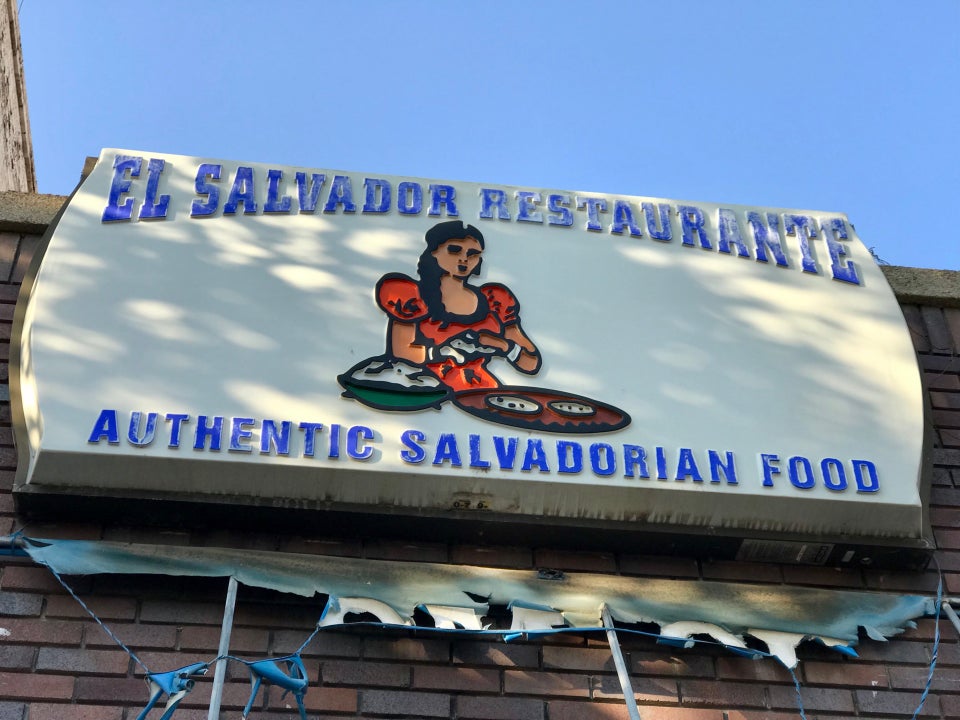 EL SALVADOR RESTAURANTE
AUTHENTIC SALVADORIAN FOOD